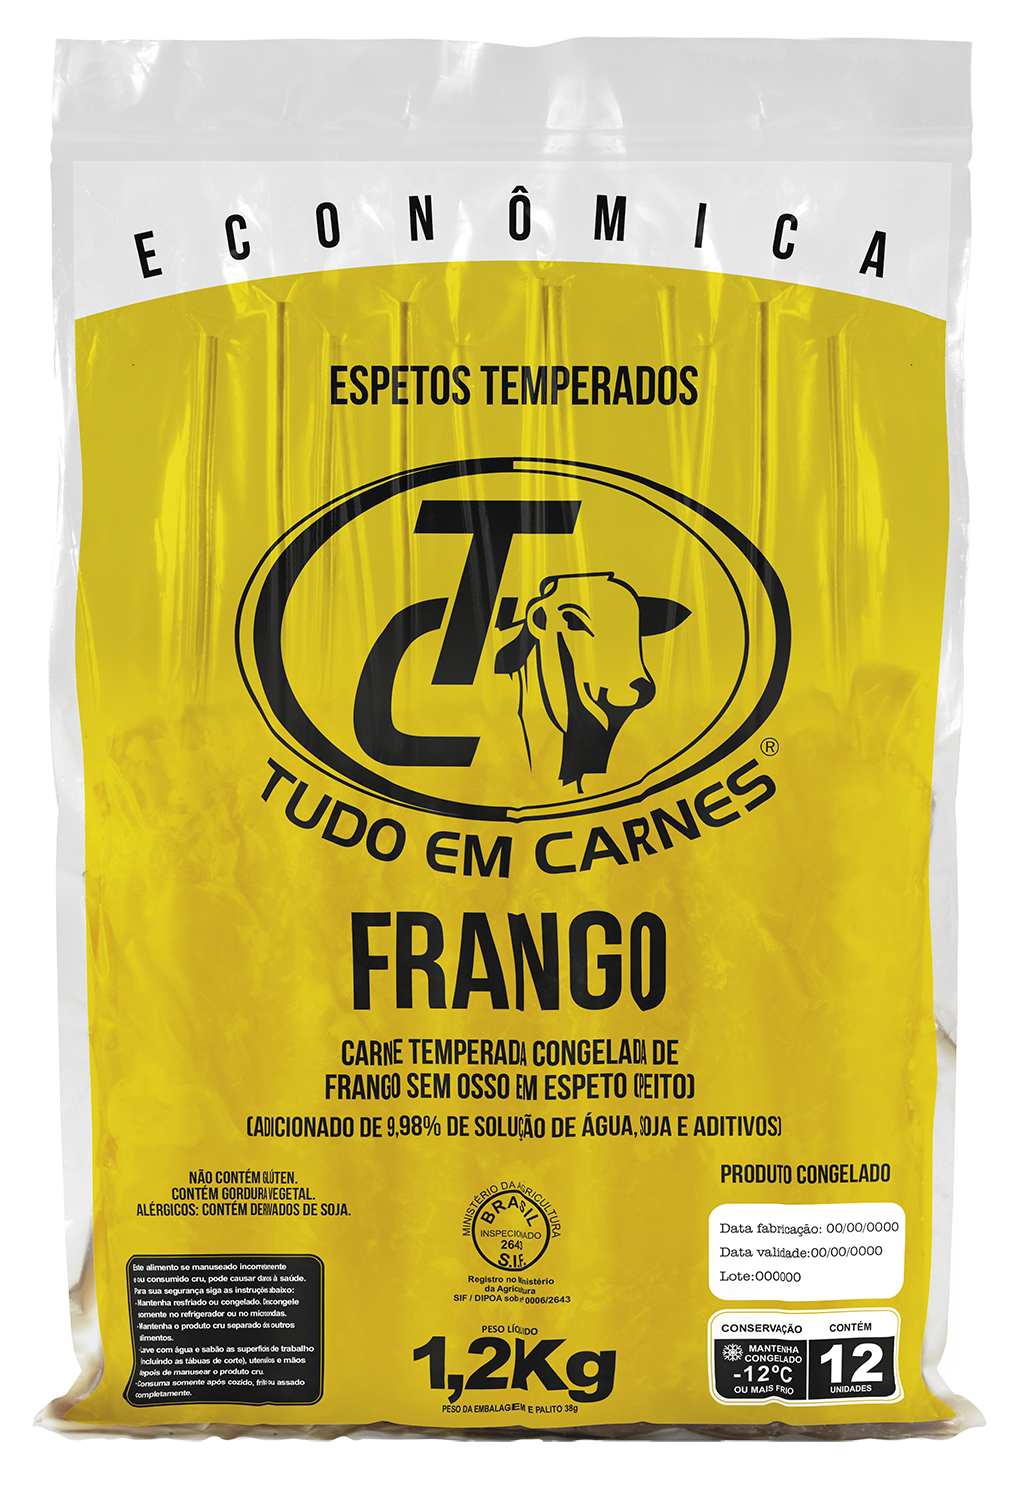 ECONÔMICA
ESPETOS TEMPERADOS
TC
TUDO EM CARNES®
FRANGO
CARNE TEMPERADA CONGELADA DE
FRANGO SEM OSSO EM ESPETO (PEITO)
(ADICIONADO DE 9,98% DE SOLUÇÃO DE ÁGUA, SOJA E ADITIVOS)
NÃO CONTÉM GLÚTEN.
CONTÉM GORDURA VEGETAL.
ALÉRGICOS: CONTÉM DERIVADOS DE SOJA.
Este alimento se manuseado incorretamente
e ou consumido cru, pode causar danos à saúde.
Para sua segurança siga as instruções abaixo:
-Mantenha resfriado ou congelado. Descongele
somente no refrigerador ou no microondas.
-Mantenha o produto cru separado dos outros
alimentos.
-Lave com água e sabão as superfícies de trabalho
(incluindo as tábuas de corte), utensílios e mãos
depois de manusear o produto cru.
-Consuma somente após cozido, frito ou assado
completamente.
MINISTÉRIO DA AGRICULTURA
BRASIL
INSPECIONADO
2643
S.I.F.
Registro no Ministério
da Agricultura
SIF / DIPOA sob nº 0006/2643
PESO LÍQUIDO
1,2Kg
PESO DA EMBALAGEM E PALITO 38g
PRODUTO CONGELADO
Data fabricação: 00/00/0000
Data validade:00/00/0000
Lote:000000
CONSERVAÇÃO
MANTENHA
CONGELADO
-12ºC
OU MAIS FRIO
CONTÉM
12
UNIDADES